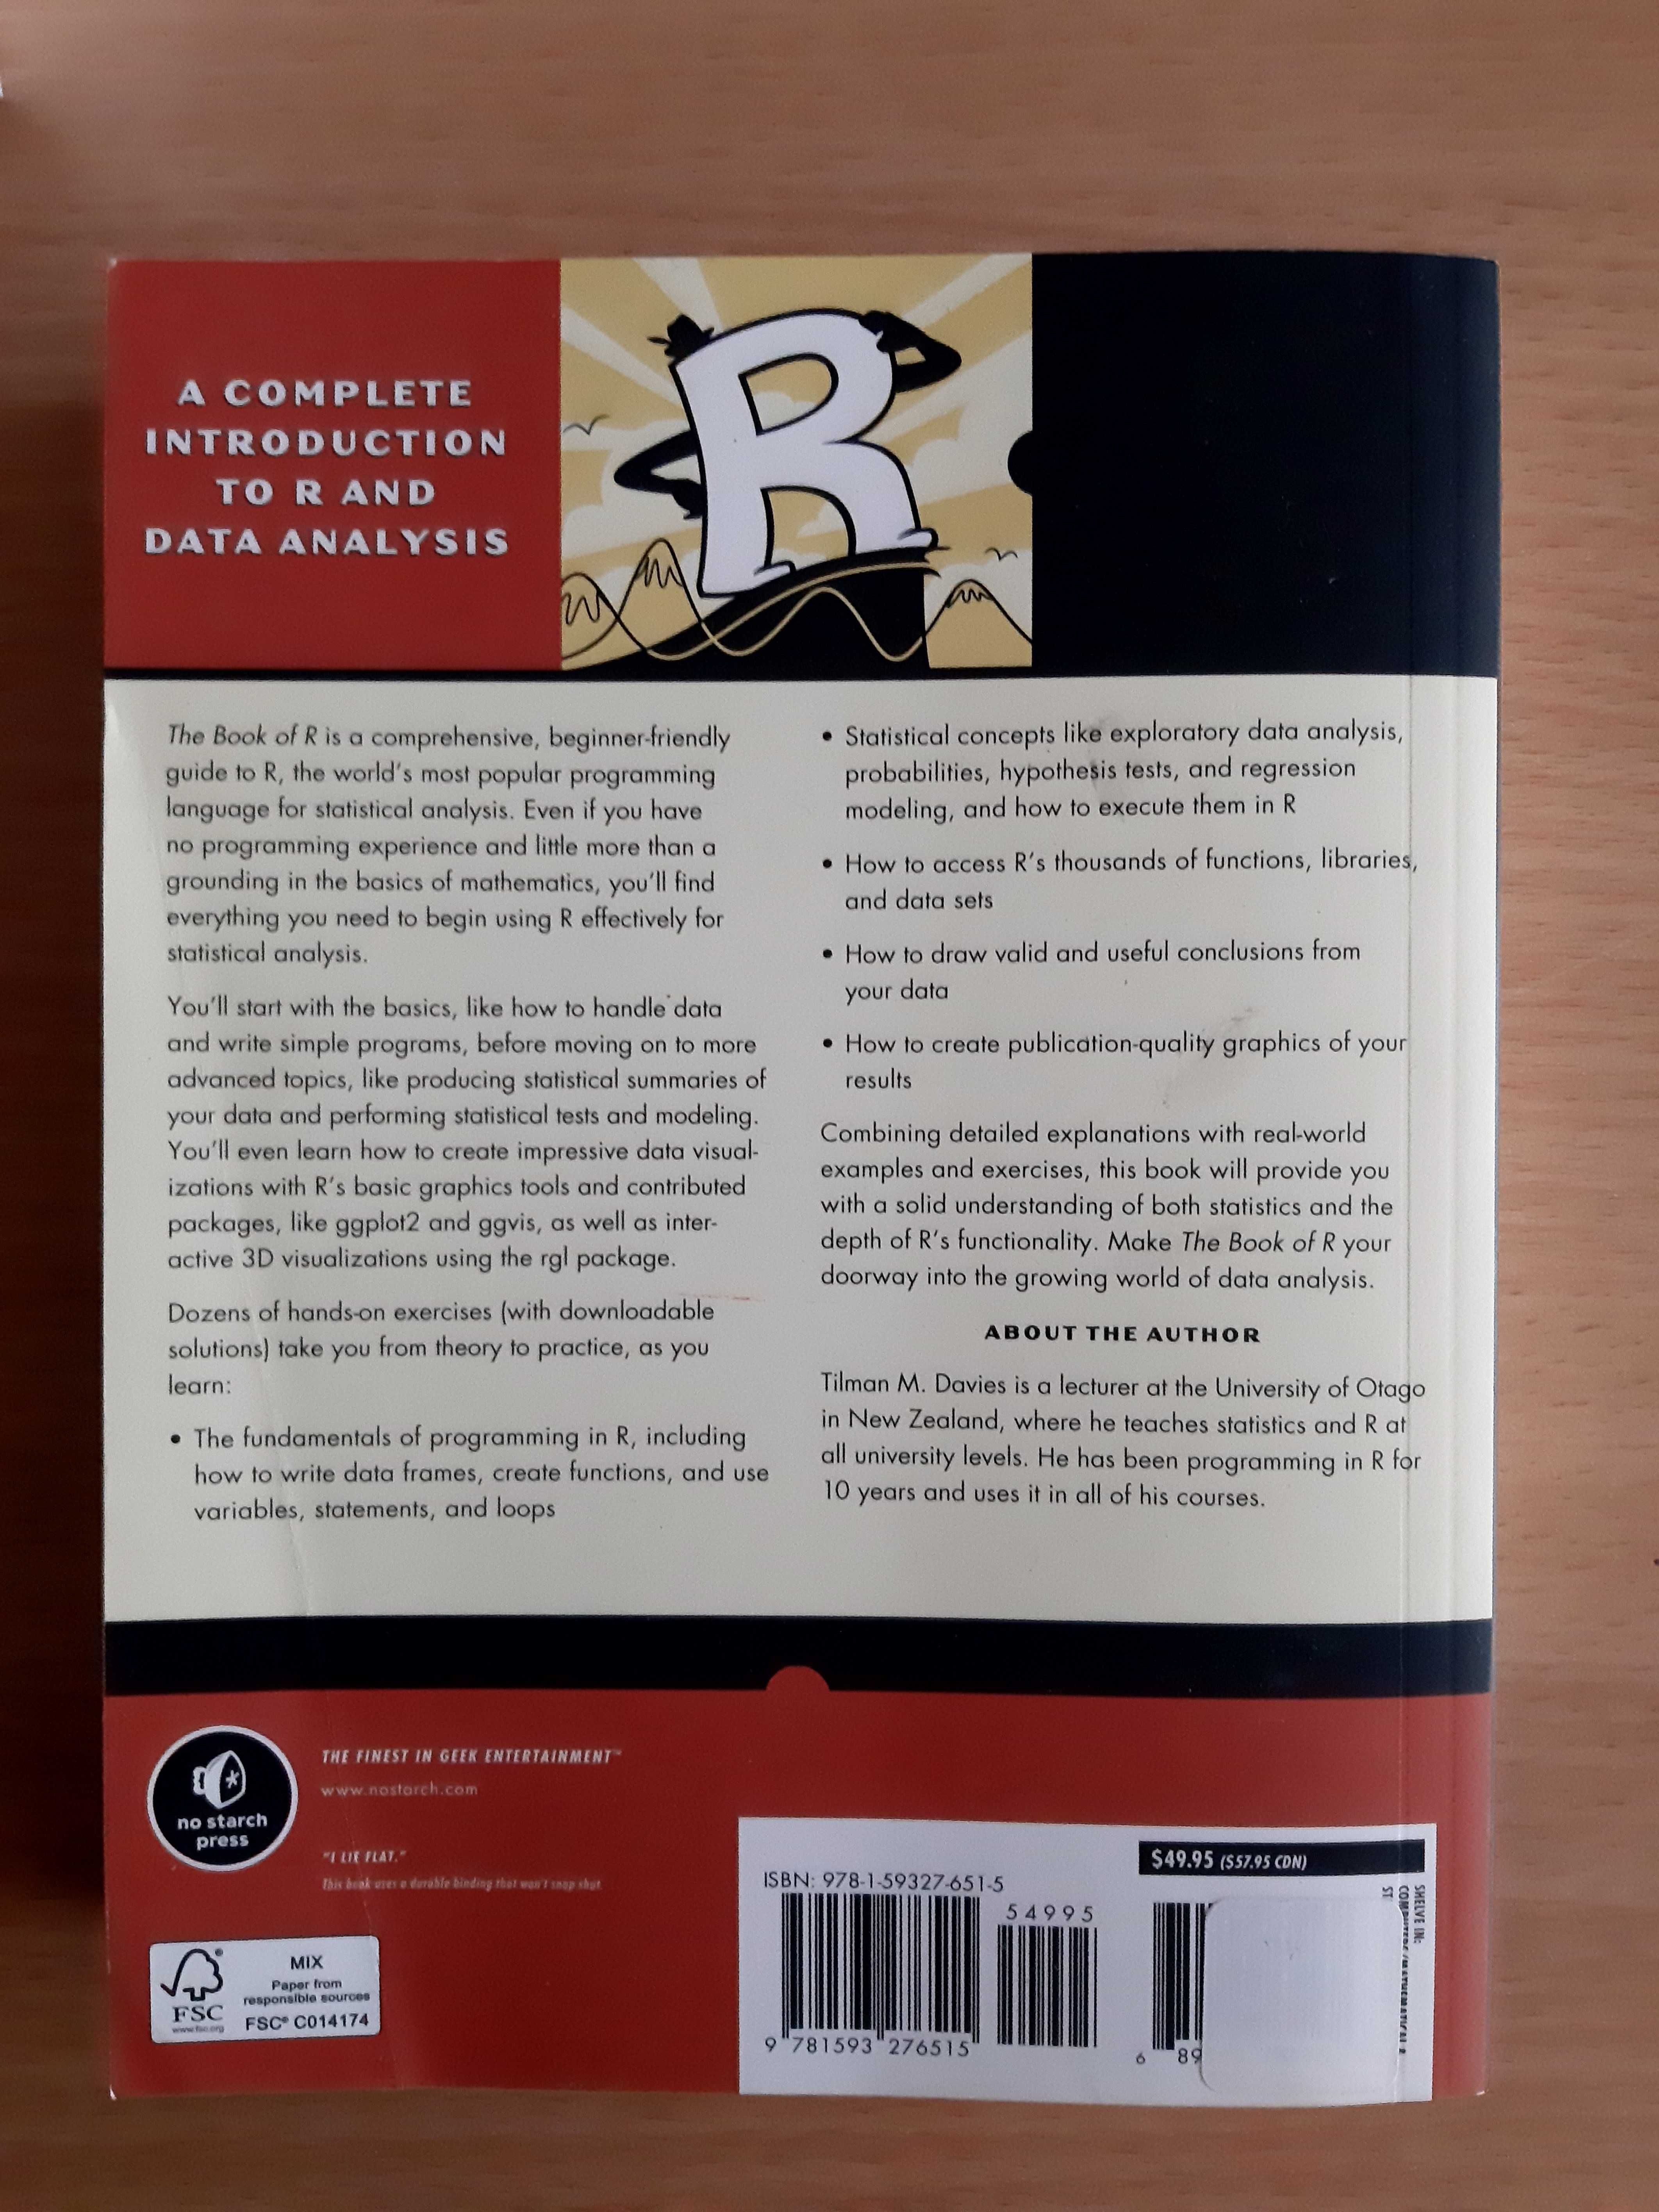 A COMPLETE
INTRODUCTION
TO R AND
DATA ANALYSIS
R
The Book of R is a comprehensive, beginner-friendly
guide to R, the world's most popular programming
language for statistical analysis. Even if you have
no programming experience and little more than a
grounding in the basics of mathematics, you'll find
everything you need to begin using R effectively for
statistical analysis.
You'll start with the basics, like how to handle data
and write simple programs, before moving on to more
advanced topics, like producing statistical summaries of
your data and performing statistical tests and modeling.
You'll even learn how to create impressive data visual-
izations with R's basic graphics tools and contributed
packages, like ggplot2 and ggvis, as well as inter-
active 3D visualizations using the rgl package.
Dozens of hands-on exercises (with downloadable
solutions) take you from theory to practice, as you
learn:
• The fundamentals of programming in R, including
how to write data frames, create functions, and use
variables, statements, and loops
• Statistical concepts like exploratory data analysis,
probabilities, hypothesis tests, and regression
modeling, and how to execute them in R
• How to access R's thousands of functions, libraries,
and data sets
• How to draw valid and useful conclusions from
your data
• How to create publication-quality graphics of your
results
Combining detailed explanations with real-world
examples and exercises, this book will provide you
with a solid understanding of both statistics and the
depth of R's functionality. Make The Book of R your
doorway into the growing world of data analysis.
ABOUT THE AUTHOR
Tilman M. Davies is a lecturer at the University of Otago
in New Zealand, where he teaches statistics and R at
all university levels. He has been programming in R for
10 years and uses it in all of his courses.
no starch
press
THE FINEST IN GEEK ENTERTAINMENT™
www.nostarch.com
"I LIE FLAT."
This book uses a durable binding that won't snap shut.
FSC®
www.fsc.org
MIX
Paper from
responsible sources
FSC® C014174
ISBN: 978-1-59327-651-5
54995
9 781593 276515
$49.95 ($57.95 CDN)
6 89
SHELVE IN: